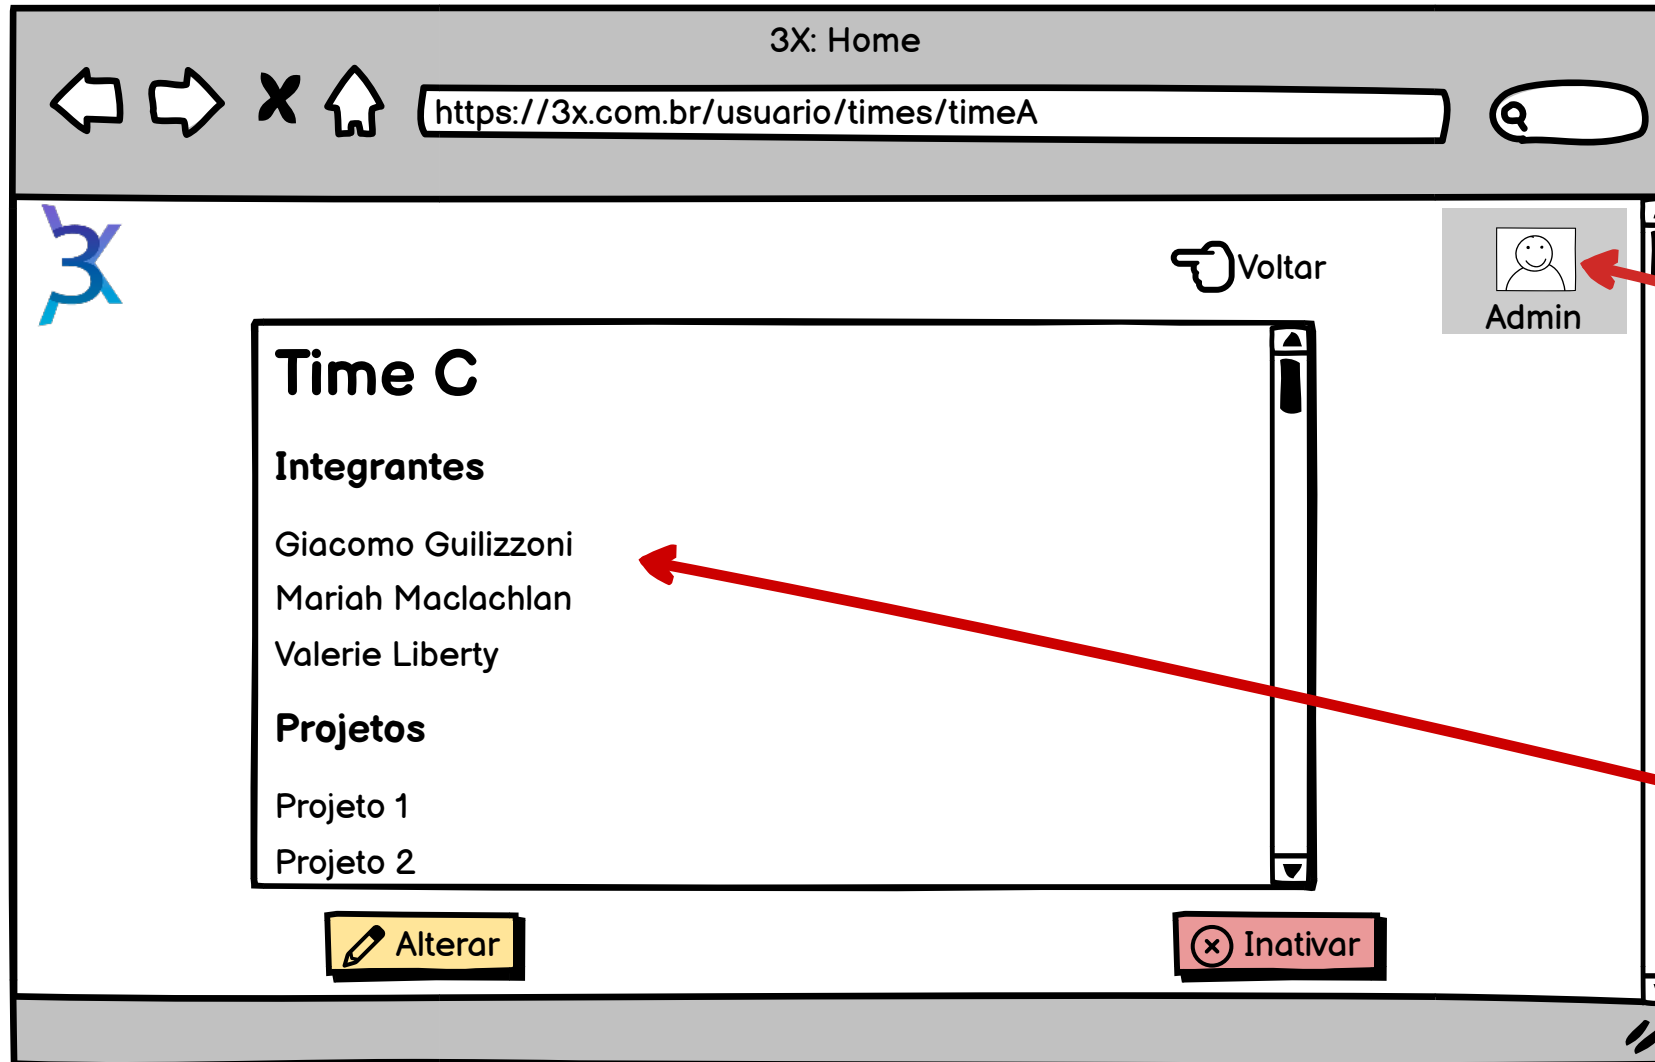 3X: Home
https://3x.com.br/usuario/times/timeA
3X
Voltar
Admin
Time C
Integrantes
Giacomo Guilizzoni
Mariah Maclachlan
Valerie Liberty
Projetos
Projeto 1
Projeto 2
Alterar
Inativar